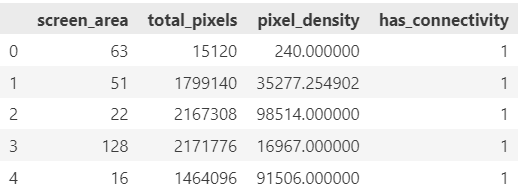 screen_area total_pixels pixel_density has_connectivity
0 63 15120 240.000000 1
1 51 1799140 35277.254902 1
2 22 2167308 98514.000000 1
3 128 2171776 16967.000000 1
4 16 1464096 91506.000000 1